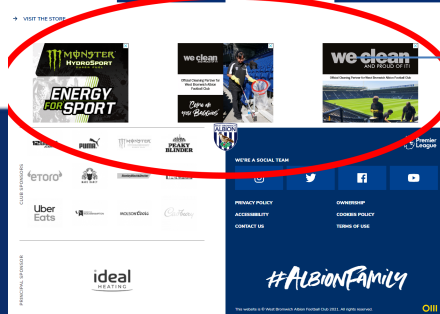 → VISIT THE STORE
MONSTER
HYDROSPORT
ENERGY
FOR SPORT
we clean
Official Cleaning Partner for
West Bromwich Albion
Football Club
Come on
you BAGGIES
we clean
AND PROUD OF IT!
Official Cleaning Partner for West Bromwich Albion Football Club
ALBION
Premier
League
PUMA
PEAKY
BLINDER
WE'RE A SOCIAL TEAM
CLUB SPONSORS
etoro
Uber
Eats
MOLSON COORS
PRIVACY POLICY
OWNERSHIP
ACCESSIBILITY
COOKIES POLICY
CONTACT US
TERMS OF USE
PRINCIPAL SPONSOR
ideal
HEATING
#ALBIONFAMILY
This website is © West Bromwich Albion Football Club 2021. All rights reserved.